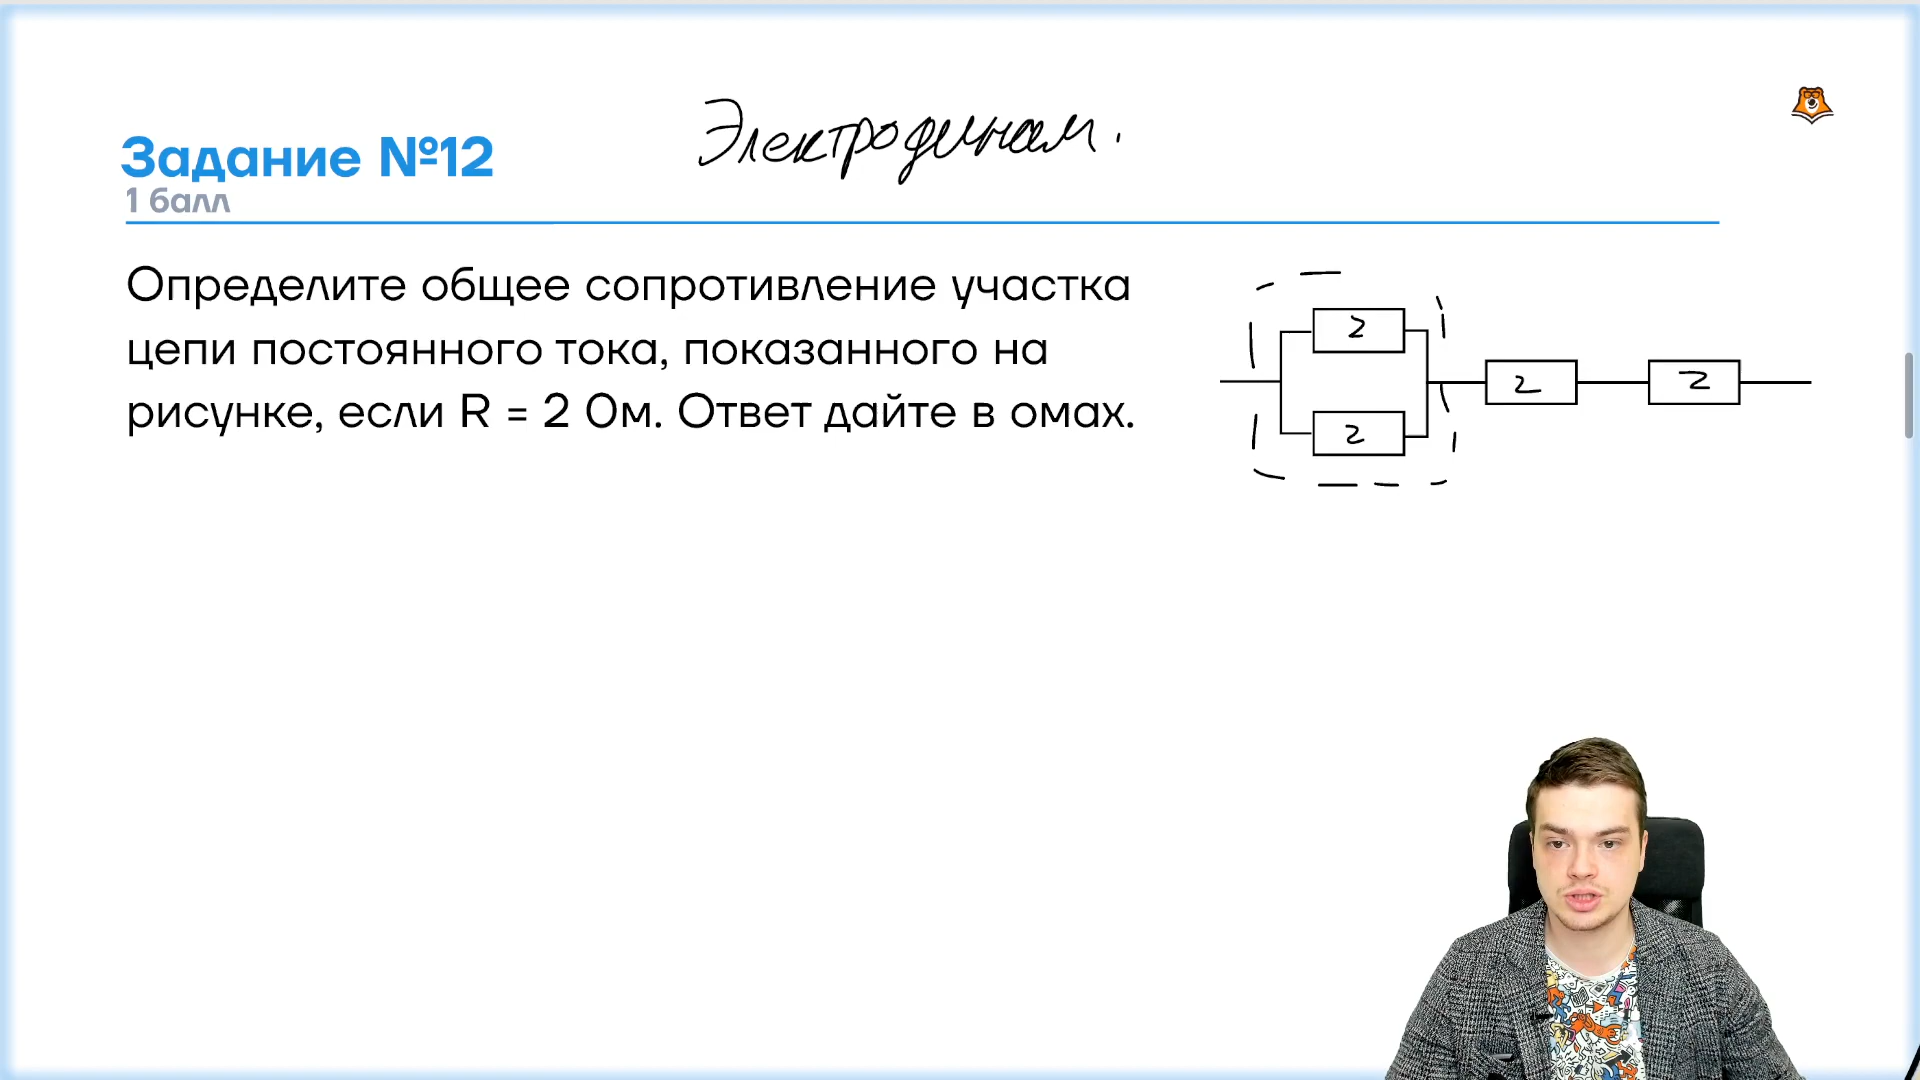 Электродинам.
Задание №12
1 балл
Определите общее сопротивление участка
цепи постоянного тока, показанного на
рисунке, если R = 2 Ом. Ответ дайте в омах.
2
2
2
2